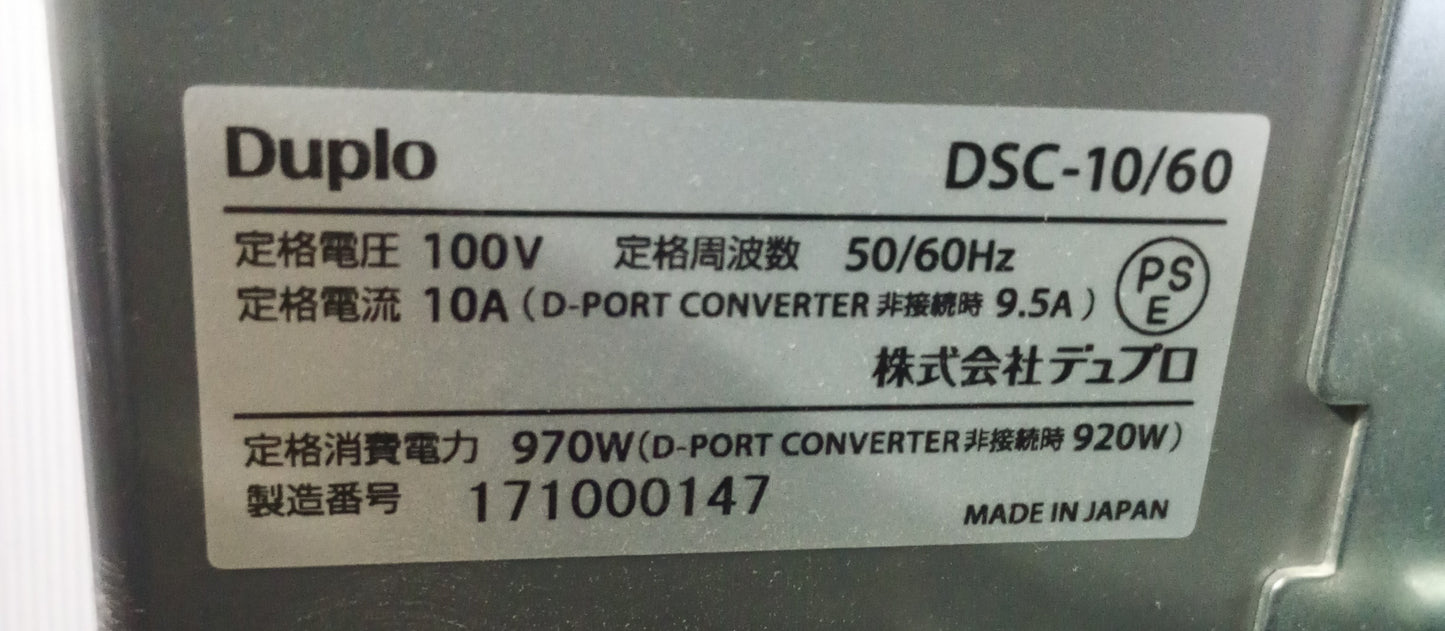 Duplo DSC-10/60
定格電圧 100V 定格周波数 50/60Hz
定格電流 10A (D-PORT CONVERTER 非接続時 9.5A)
PS
E
株式会社デュプロ
定格消費電力 970W(D-PORT CONVERTER 非接続時 920W)
製造番号 171000147 MADE IN JAPAN